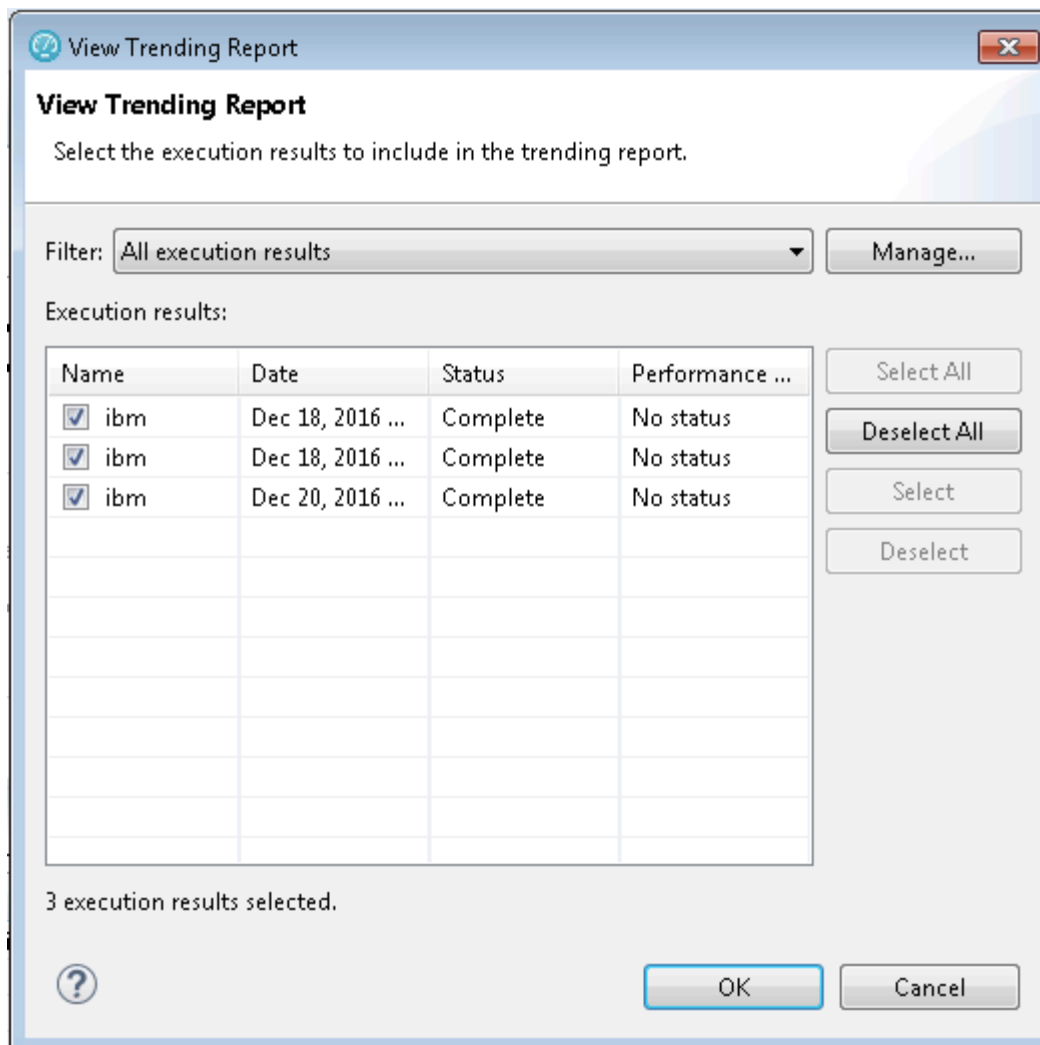 View Trending Report
View Trending Report
Select the execution results to include in the trending report.
Filter: All execution results Manage...
Execution results:
Name Date Status Performance ... Select All
ibm Dec 18, 2016 ... Complete No status
Deselect All
ibm Dec 18, 2016 ... Complete No status
ibm Dec 20, 2016 ... Complete No status Select
Deselect
3 execution results selected.
? OK Cancel